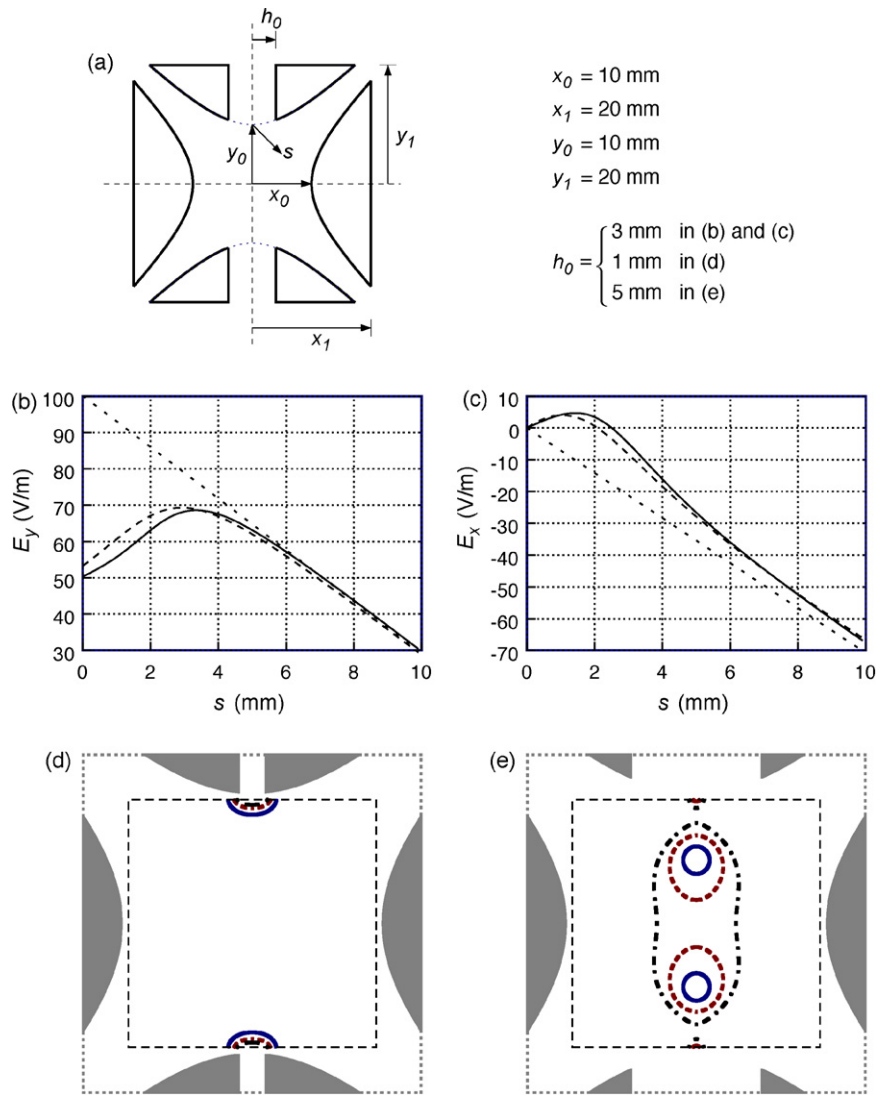 (a)
h0
y0
s
x0
y1
x1
x0 = 10 mm
x1 = 20 mm
y0 = 10 mm
y1 = 20 mm
h0 = { 3 mm in (b) and (c)
1 mm in (d)
5 mm in (e)
(b)
100
90
80
70
60
50
40
30
Ey (V/m)
0 2 4 6 8 10
s (mm)
(c)
10
0
-10
-20
-30
-40
-50
-60
-70
Ex (V/m)
0 2 4 6 8 10
s (mm)
(d)
(e)